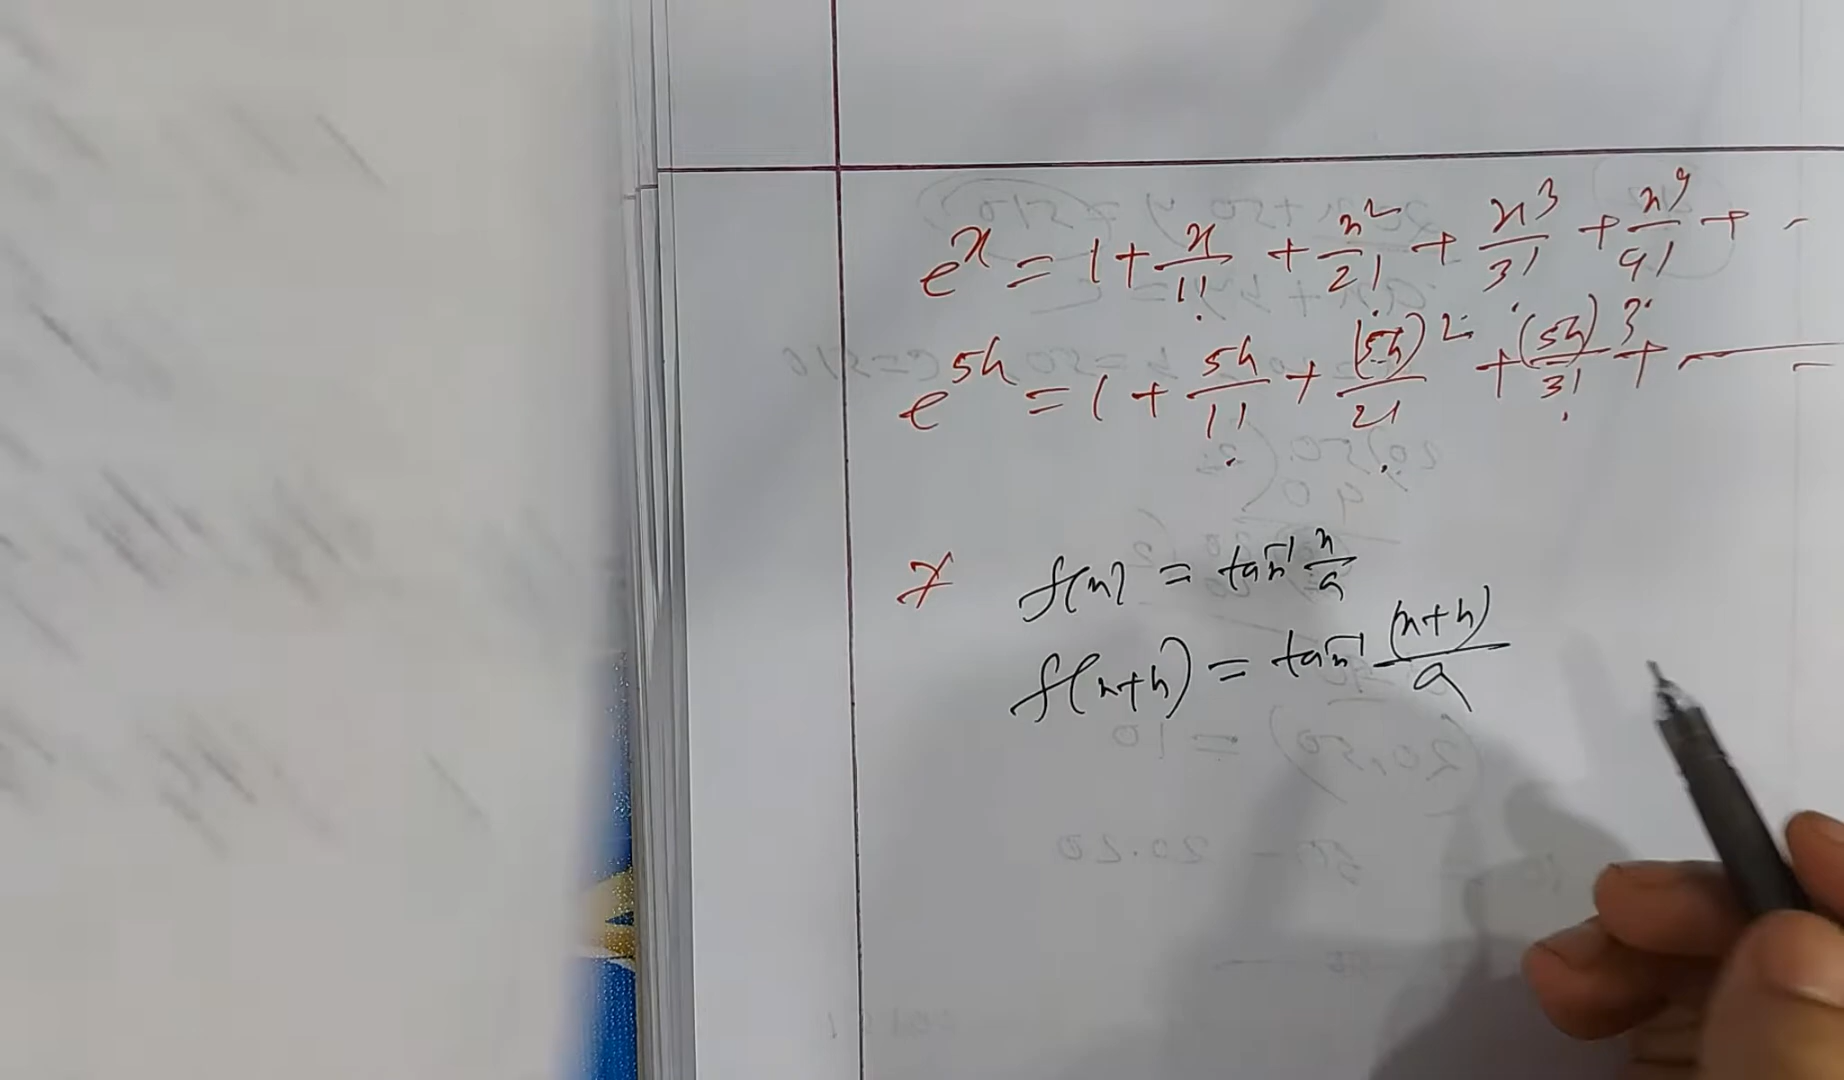 e^x = 1 + x/1! + x^2/2! + x^3/3! + x^4/4! + -
e^5h = 1 + 5h/1! + (5h)^2/2! + (5h)^3/3! + ——
* f(x) = tan^-1 x/a
f(x+h) = tan^-1 (x+h)/a